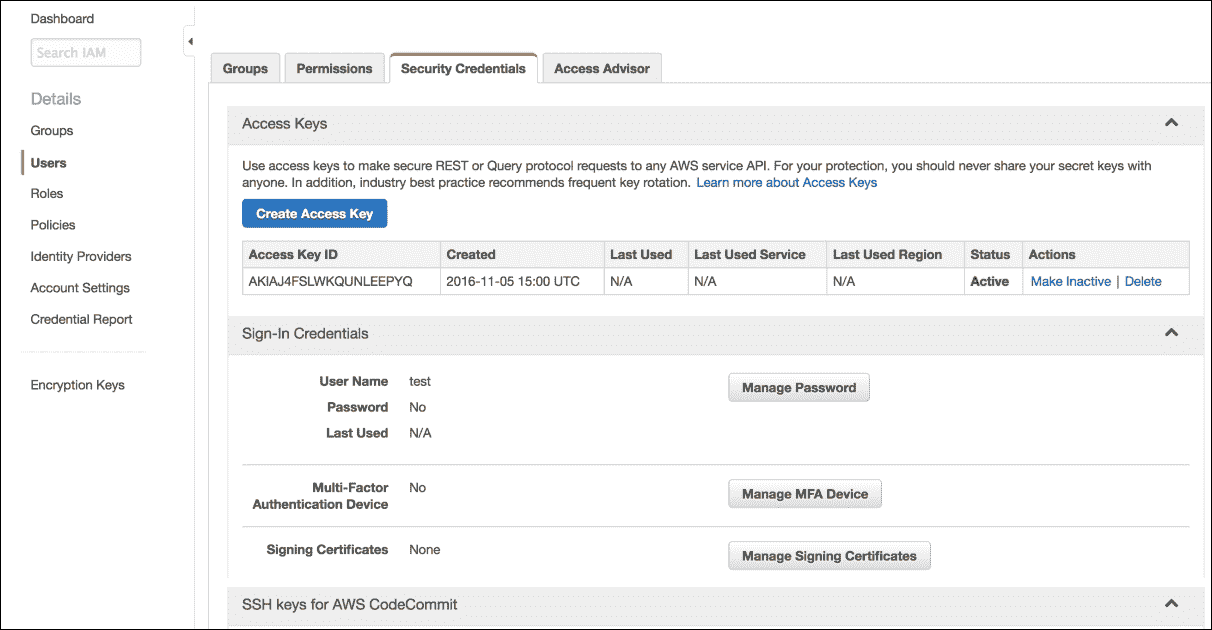 Dashboard
Search IAM
Details
Groups
Users
Roles
Policies
Identity Providers
Account Settings
Credential Report
Encryption Keys
Groups Permissions Security Credentials Access Advisor
Access Keys
Use access keys to make secure REST or Query protocol requests to any AWS service API. For your protection, you should never share your secret keys with
anyone. In addition, industry best practice recommends frequent key rotation. Learn more about Access Keys
Create Access Key
Access Key ID Created Last Used Last Used Service Last Used Region Status Actions
AKIAJ4FSLWKQUNLEEPYQ 2016-11-05 15:00 UTC N/A N/A N/A Active Make Inactive | Delete
Sign-In Credentials
User Name test Manage Password
Password No
Last Used N/A
Multi-Factor No Manage MFA Device
Authentication Device
Signing Certificates None Manage Signing Certificates
SSH keys for AWS CodeCommit